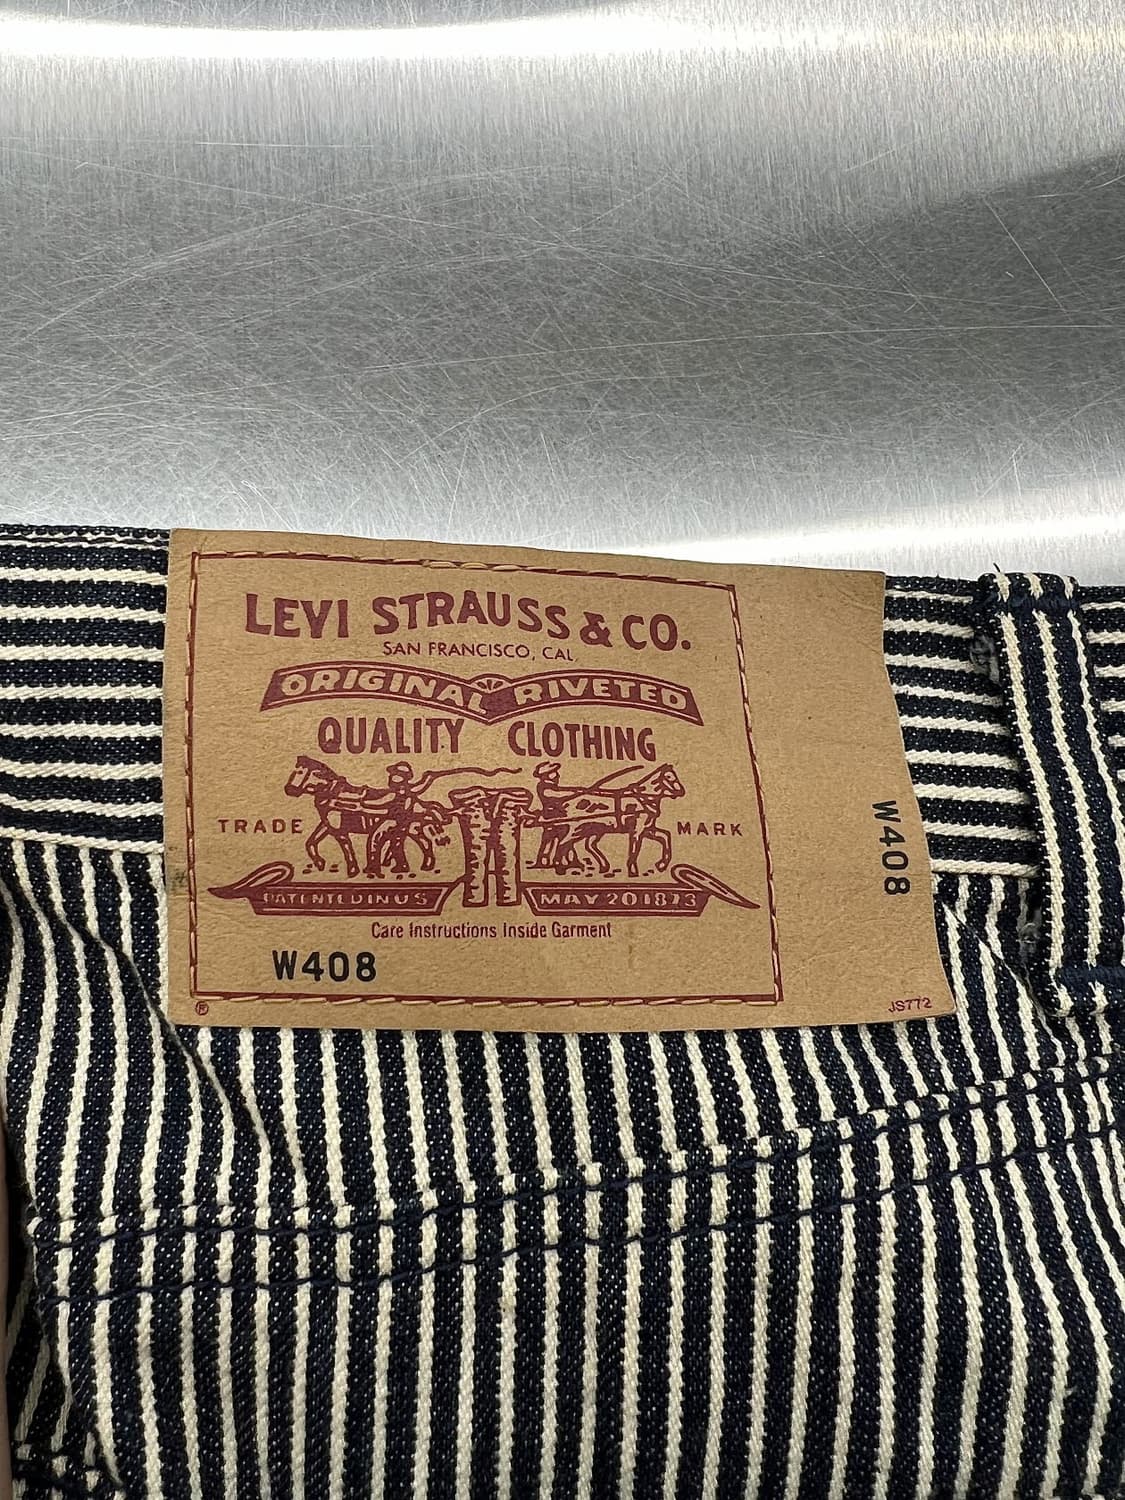 LEVI STRAUSS & CO.
SAN FRANCISCO, CAL.
ORIGINAL RIVETED
QUALITY CLOTHING
TRADE MARK
PATENTED IN US MAY 20 1873
Care Instructions Inside Garment
W408
®
W408
JS772